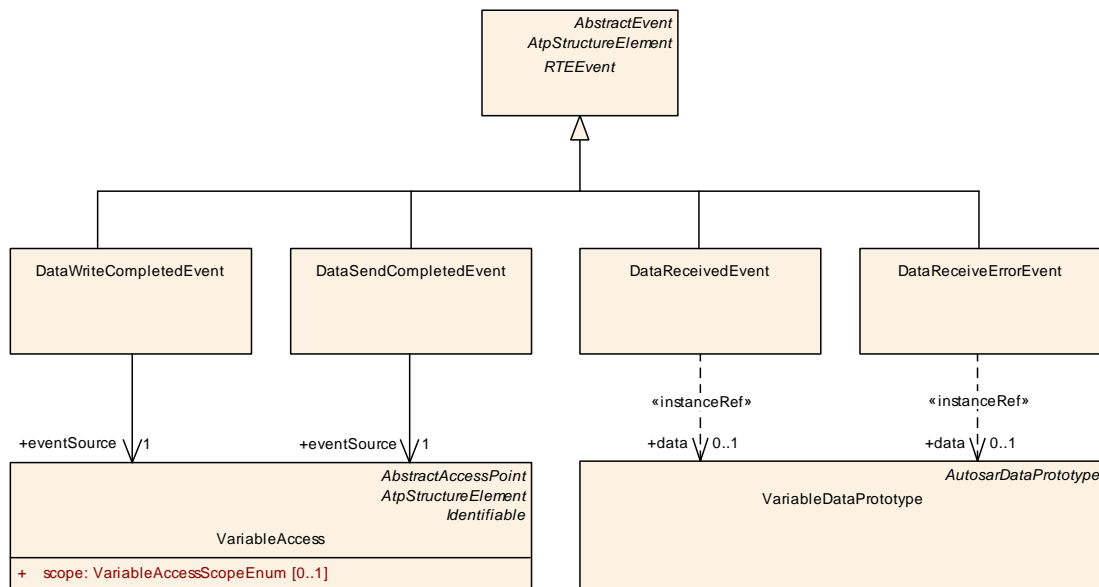 AbstractEvent
AtpStructureElement
RTEEvent
DataWriteCompletedEvent
DataSendCompletedEvent
DataReceivedEvent
DataReceiveErrorEvent
«instanceRef»
«instanceRef»
+eventSource 1
+eventSource 1
+data 0..1
+data 0..1
AbstractAccessPoint
AtpStructureElement
Identifiable
VariableAccess
+ scope: VariableAccessScopeEnum [0..1]
AutosarDataPrototype
VariableDataPrototype